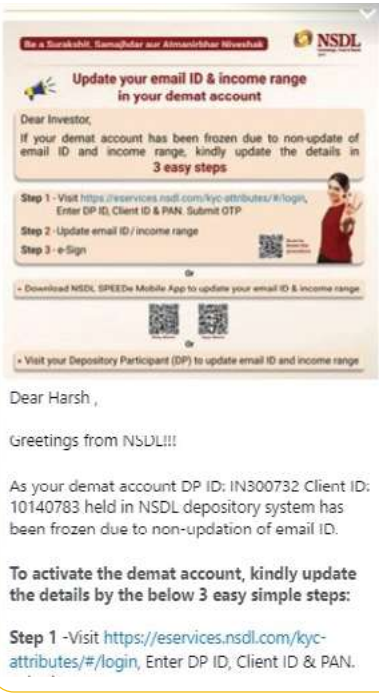 Be a Surakshit, Samajhdar aur Atmanirbhar Niveshak
NSDL
Update your email ID & income range
in your demat account
Dear Investor,
If your demat account has been frozen due to non-update of
email ID and income range, kindly update the details in
3 easy steps
Step 1 - Visit https://eservices.nsdl.com/kyc-attributes/#/login,
Enter DP ID, Client ID & PAN. Submit OTP
Step 2 - Update email ID / income range
Step 3 - e-Sign
Or
- Download NSDL SPEEDe Mobile App to update your email ID & income range
Or
- Visit your Depository Participant (DP) to update email ID and income range
Dear Harsh ,
Greetings from NSDL!!!
As your demat account DP ID: IN300732 Client ID:
10140783 held in NSDL depository system has
been frozen due to non-updation of email ID.
To activate the demat account, kindly update
the details by the below 3 easy simple steps:
Step 1 -Visit https://eservices.nsdl.com/kyc-
attributes/#/login, Enter DP ID, Client ID & PAN.